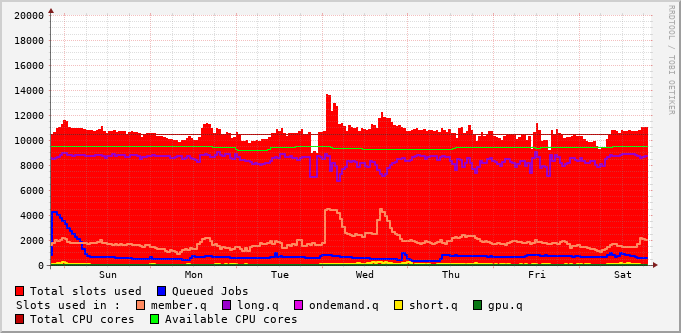 RRDTOOL / TOBI OETIKER
20000
18000
16000
14000
12000
10000
8000
6000
4000
2000
0
Sun Mon Tue Wed Thu Fri Sat
Total slots used Queued Jobs
Slots used in : member.q long.q ondemand.q short.q gpu.q
Total CPU cores Available CPU cores